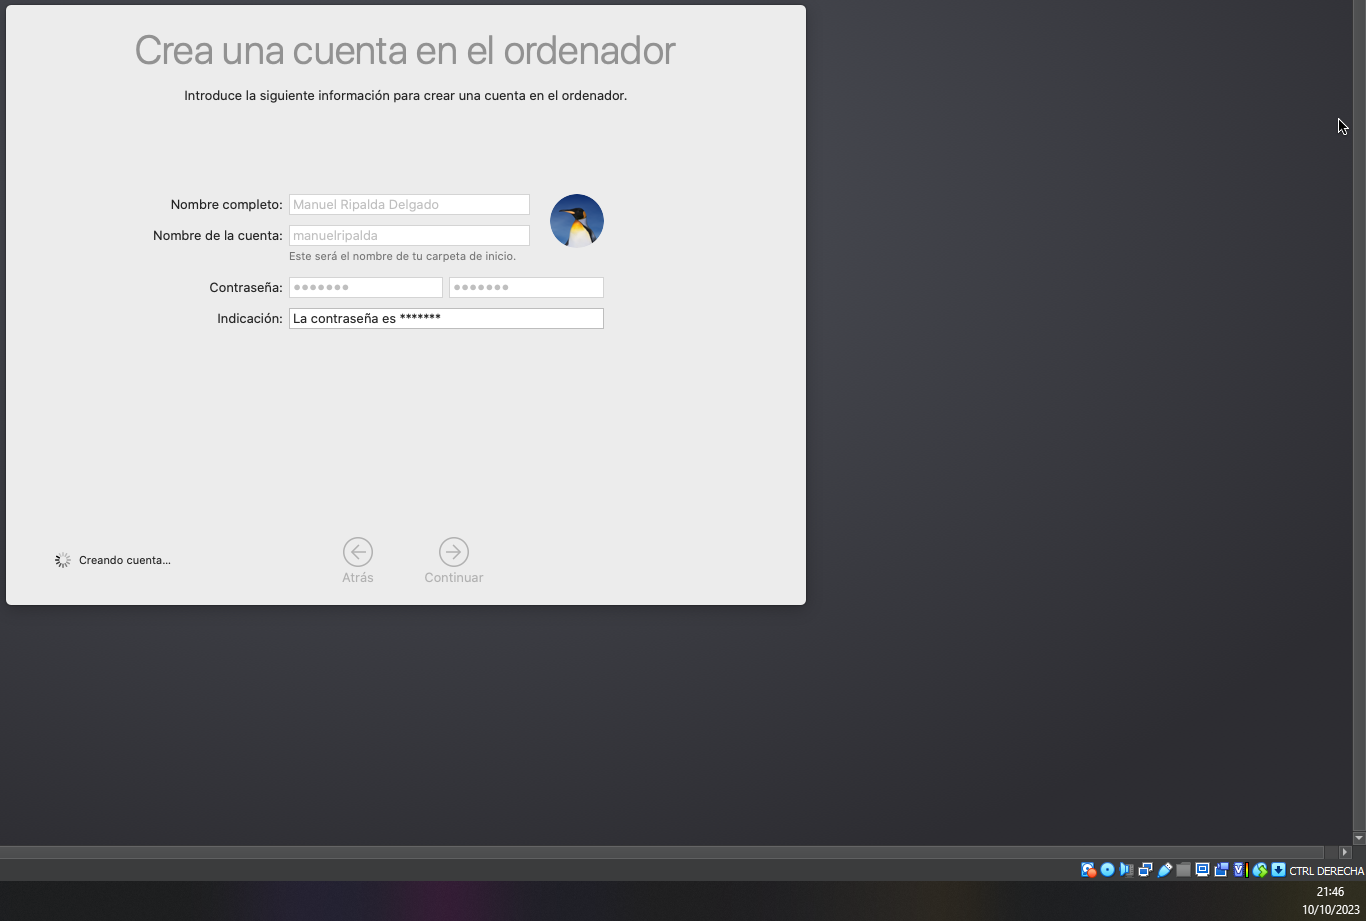 Crea una cuenta en el ordenador
Introduce la siguiente información para crear una cuenta en el ordenador.
Nombre completo: Manuel Ripalda Delgado
Nombre de la cuenta: manuelripalda
Este será el nombre de tu carpeta de inicio.
Contraseña: ••••••• •••••••
Indicación: La contraseña es *******
Creando cuenta...
Atrás
Continuar
CTRL DERECHA
21:46
10/10/2023